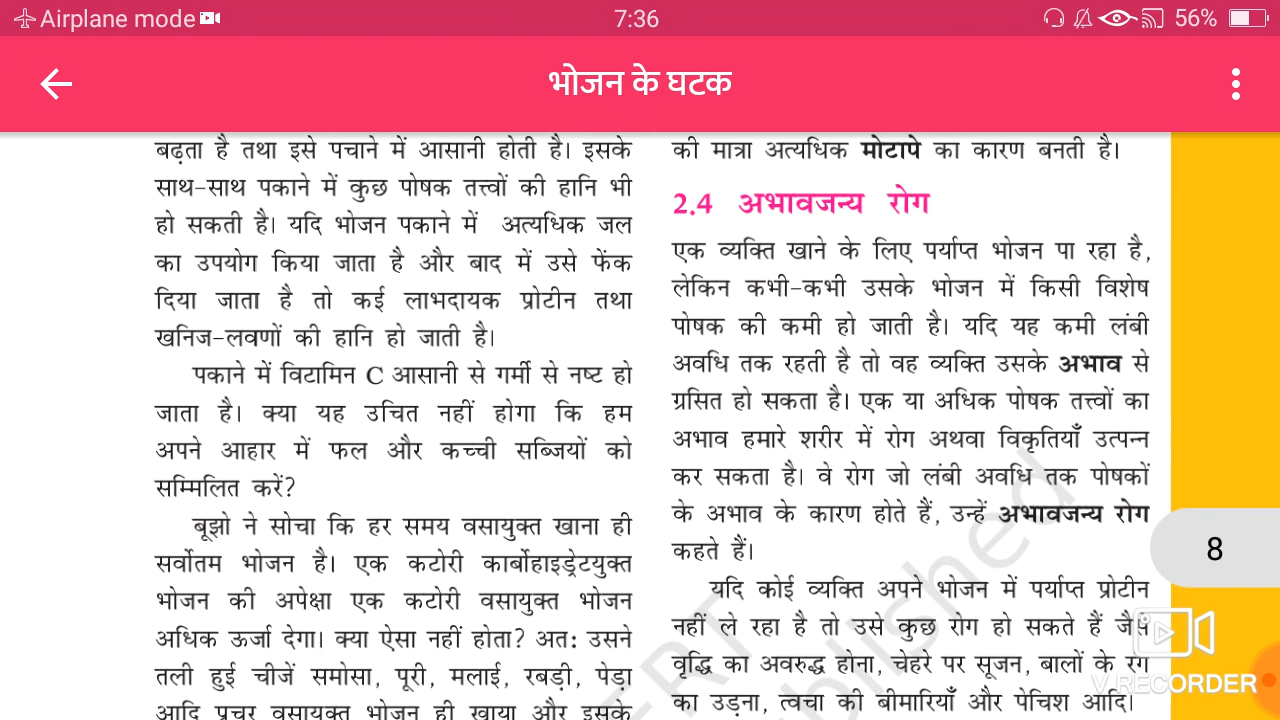 Airplane mode
7:36
56%
भोजन के घटक
बढ़ता है तथा इसे पचाने में आसानी होती है। इसके
साथ-साथ पकाने में कुछ पोषक तत्त्वों की हानि भी
हो सकती है। यदि भोजन पकाने में अत्यधिक जल
का उपयोग किया जाता है और बाद में उसे फेंक
दिया जाता है तो कई लाभदायक प्रोटीन तथा
खनिज-लवणों की हानि हो जाती है।
पकाने में विटामिन C आसानी से गर्मी से नष्ट हो
जाता है। क्या यह उचित नहीं होगा कि हम
अपने आहार में फल और कच्ची सब्जियों को
सम्मिलित करें?
बूझो ने सोचा कि हर समय वसायुक्त खाना ही
सर्वोतम भोजन है। एक कटोरी कार्बोहाइड्रेटयुक्त
भोजन की अपेक्षा एक कटोरी वसायुक्त भोजन
अधिक ऊर्जा देगा। क्या ऐसा नहीं होता? अतः उसने
तली हुई चीजें समोसा, पूरी, मलाई, रबड़ी, पेड़ा
आदि प्रचुर वसायुक्त भोजन ही खाया और इसके
की मात्रा अत्यधिक मोटापे का कारण बनती है।
2.4 अभावजन्य रोग
एक व्यक्ति खाने के लिए पर्याप्त भोजन पा रहा है,
लेकिन कभी-कभी उसके भोजन में किसी विशेष
पोषक की कमी हो जाती है। यदि यह कमी लंबी
अवधि तक रहती है तो वह व्यक्ति उसके अभाव से
ग्रसित हो सकता है। एक या अधिक पोषक तत्त्वों का
अभाव हमारे शरीर में रोग अथवा विकृतियाँ उत्पन्न
कर सकता है। वे रोग जो लंबी अवधि तक पोषकों
के अभाव के कारण होते हैं, उन्हें अभावजन्य रोग
कहते हैं।
यदि कोई व्यक्ति अपने भोजन में पर्याप्त प्रोटीन
नहीं ले रहा है तो उसे कुछ रोग हो सकते हैं जैसे
वृद्धि का अवरुद्ध होना, चेहरे पर सूजन, बालों के रंग
का उड़ना, त्वचा की बीमारियाँ और पेचिश आदि।
8
V RECORDER